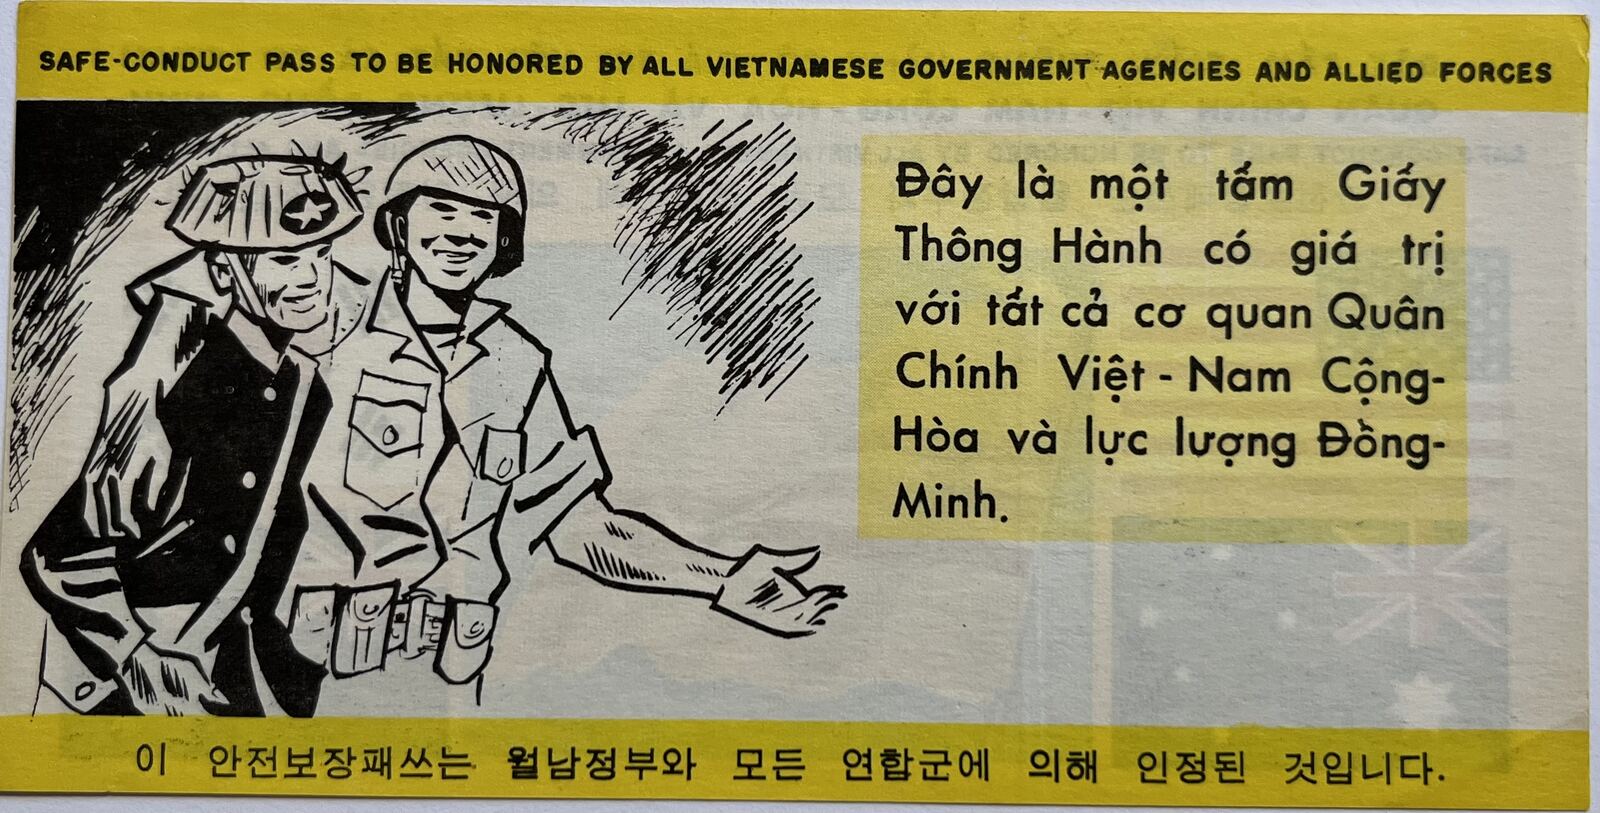 SAFE-CONDUCT PASS TO BE HONORED BY ALL VIETNAMESE GOVERNMENT AGENCIES AND ALLIED FORCES
Đây là một tấm Giấy
Thông Hành có giá trị
với tất cả cơ quan Quân
Chính Việt - Nam Cộng-
Hòa và lực lượng Đồng-
Minh.
이 안전보장패쓰는 월남정부와 모든 연합군에 의해 인정된 것입니다.